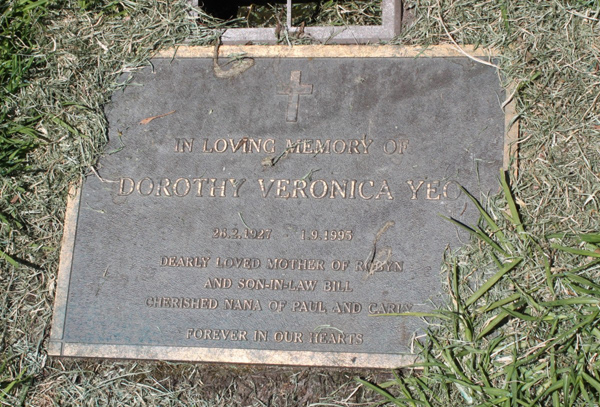 IN LOVING MEMORY OF
DOROTHY VERONICA YEO
28.2.1927 1.9.1995
DEARLY LOVED MOTHER OF ROBYN
AND SON-IN-LAW BILL
CHERISHED NANA OF PAUL AND
FOREVER IN OUR HEARTS